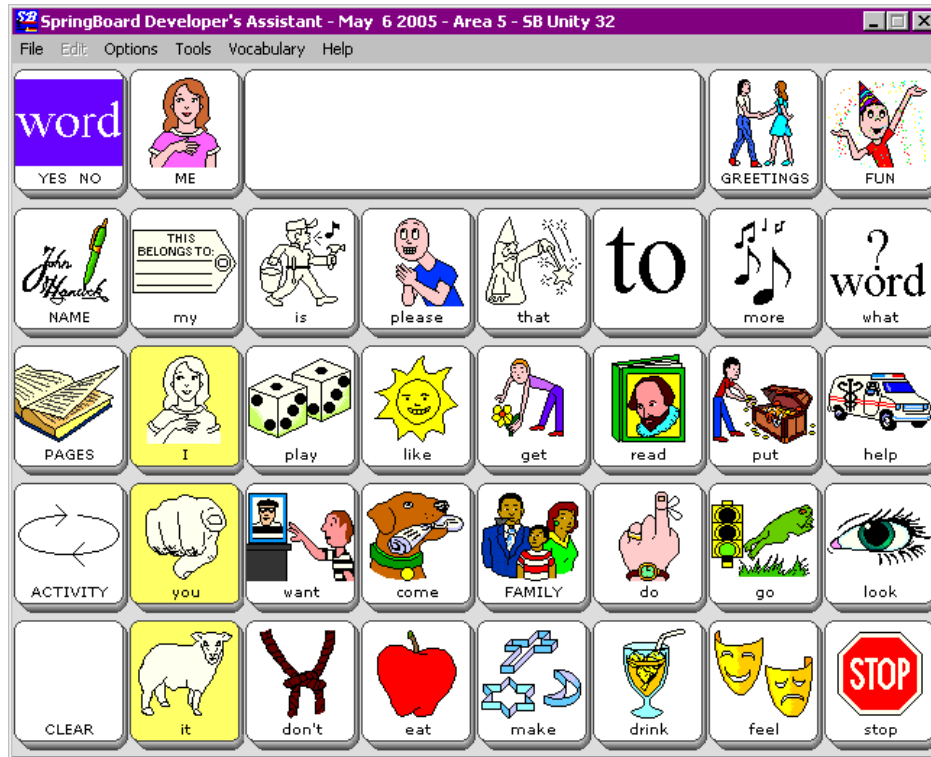 SB SpringBoard Developer's Assistant - May 6 2005 - Area 5 - SB Unity 32
File Edit Options Tools Vocabulary Help
word
YES NO
ME
GREETINGS
FUN
John Hancock
NAME
THIS
BELONGS TO:
my
is
please
that
to
more
?
word
what
PAGES
I
play
like
get
read
put
help
ACTIVITY
you
want
come
FAMILY
do
go
look
CLEAR
it
don't
eat
make
drink
feel
STOP
stop